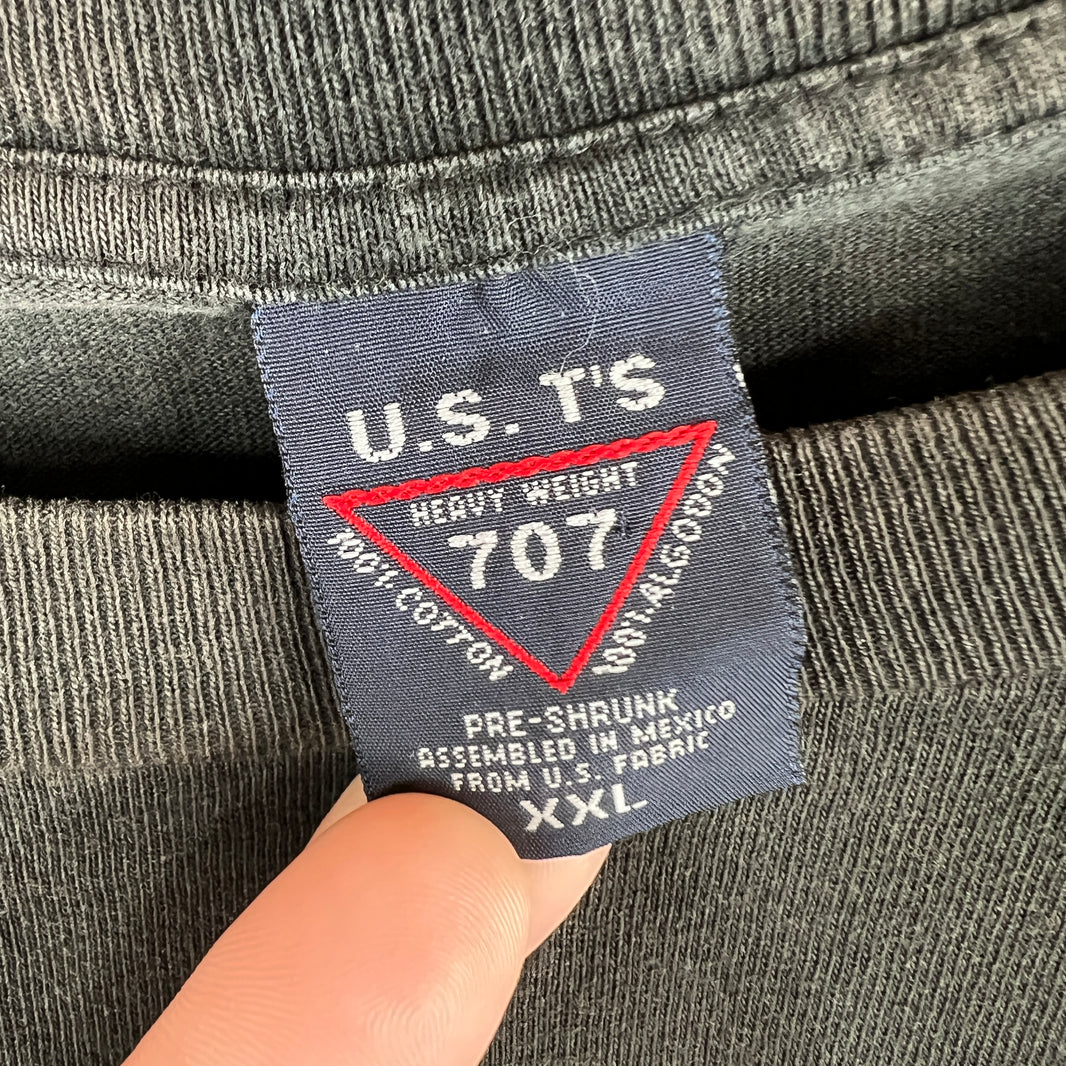 U.S. T'S
HEAVY WEIGHT
707
100% COTTON
100% ALGODON
PRE-SHRUNK
ASSEMBLED IN MEXICO
FROM U.S. FABRIC
XXL